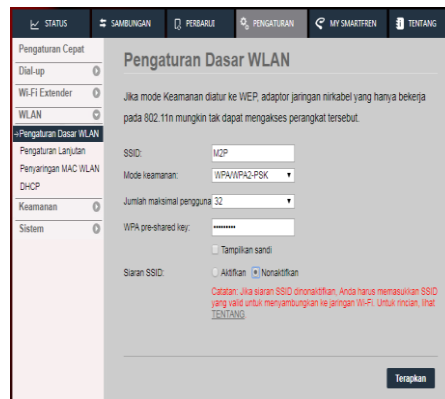 STATUS
SAMBUNGAN
PERBARUI
PENGATURAN
MY SMARTFREN
TENTANG
Pengaturan Cepat
Dial-up
Wi-Fi Extender
WLAN
Pengaturan Dasar WLAN
Pengaturan Lanjutan
Penyaringan MAC WLAN
DHCP
Keamanan
Sistem
Pengaturan Dasar WLAN
Jika mode Keamanan diatur ke WEP, adaptor jaringan nirkabel yang hanya bekerja
pada 802.11n mungkin tak dapat mengakses perangkat tersebut.
SSID: M2P
Mode keamanan: WPA/WPA2-PSK
Jumlah maksimal pengguna 32
WPA pre-shared key: ••••••••
Tampilkan sandi
Siaran SSID: Aktifkan Nonaktifkan
Catatan: Jika siaran SSID dinonaktifkan, Anda harus memasukkan SSID
yang valid untuk menyambungkan ke jaringan Wi-Fi. Untuk rincian, lihat
TENTANG.
Terapkan